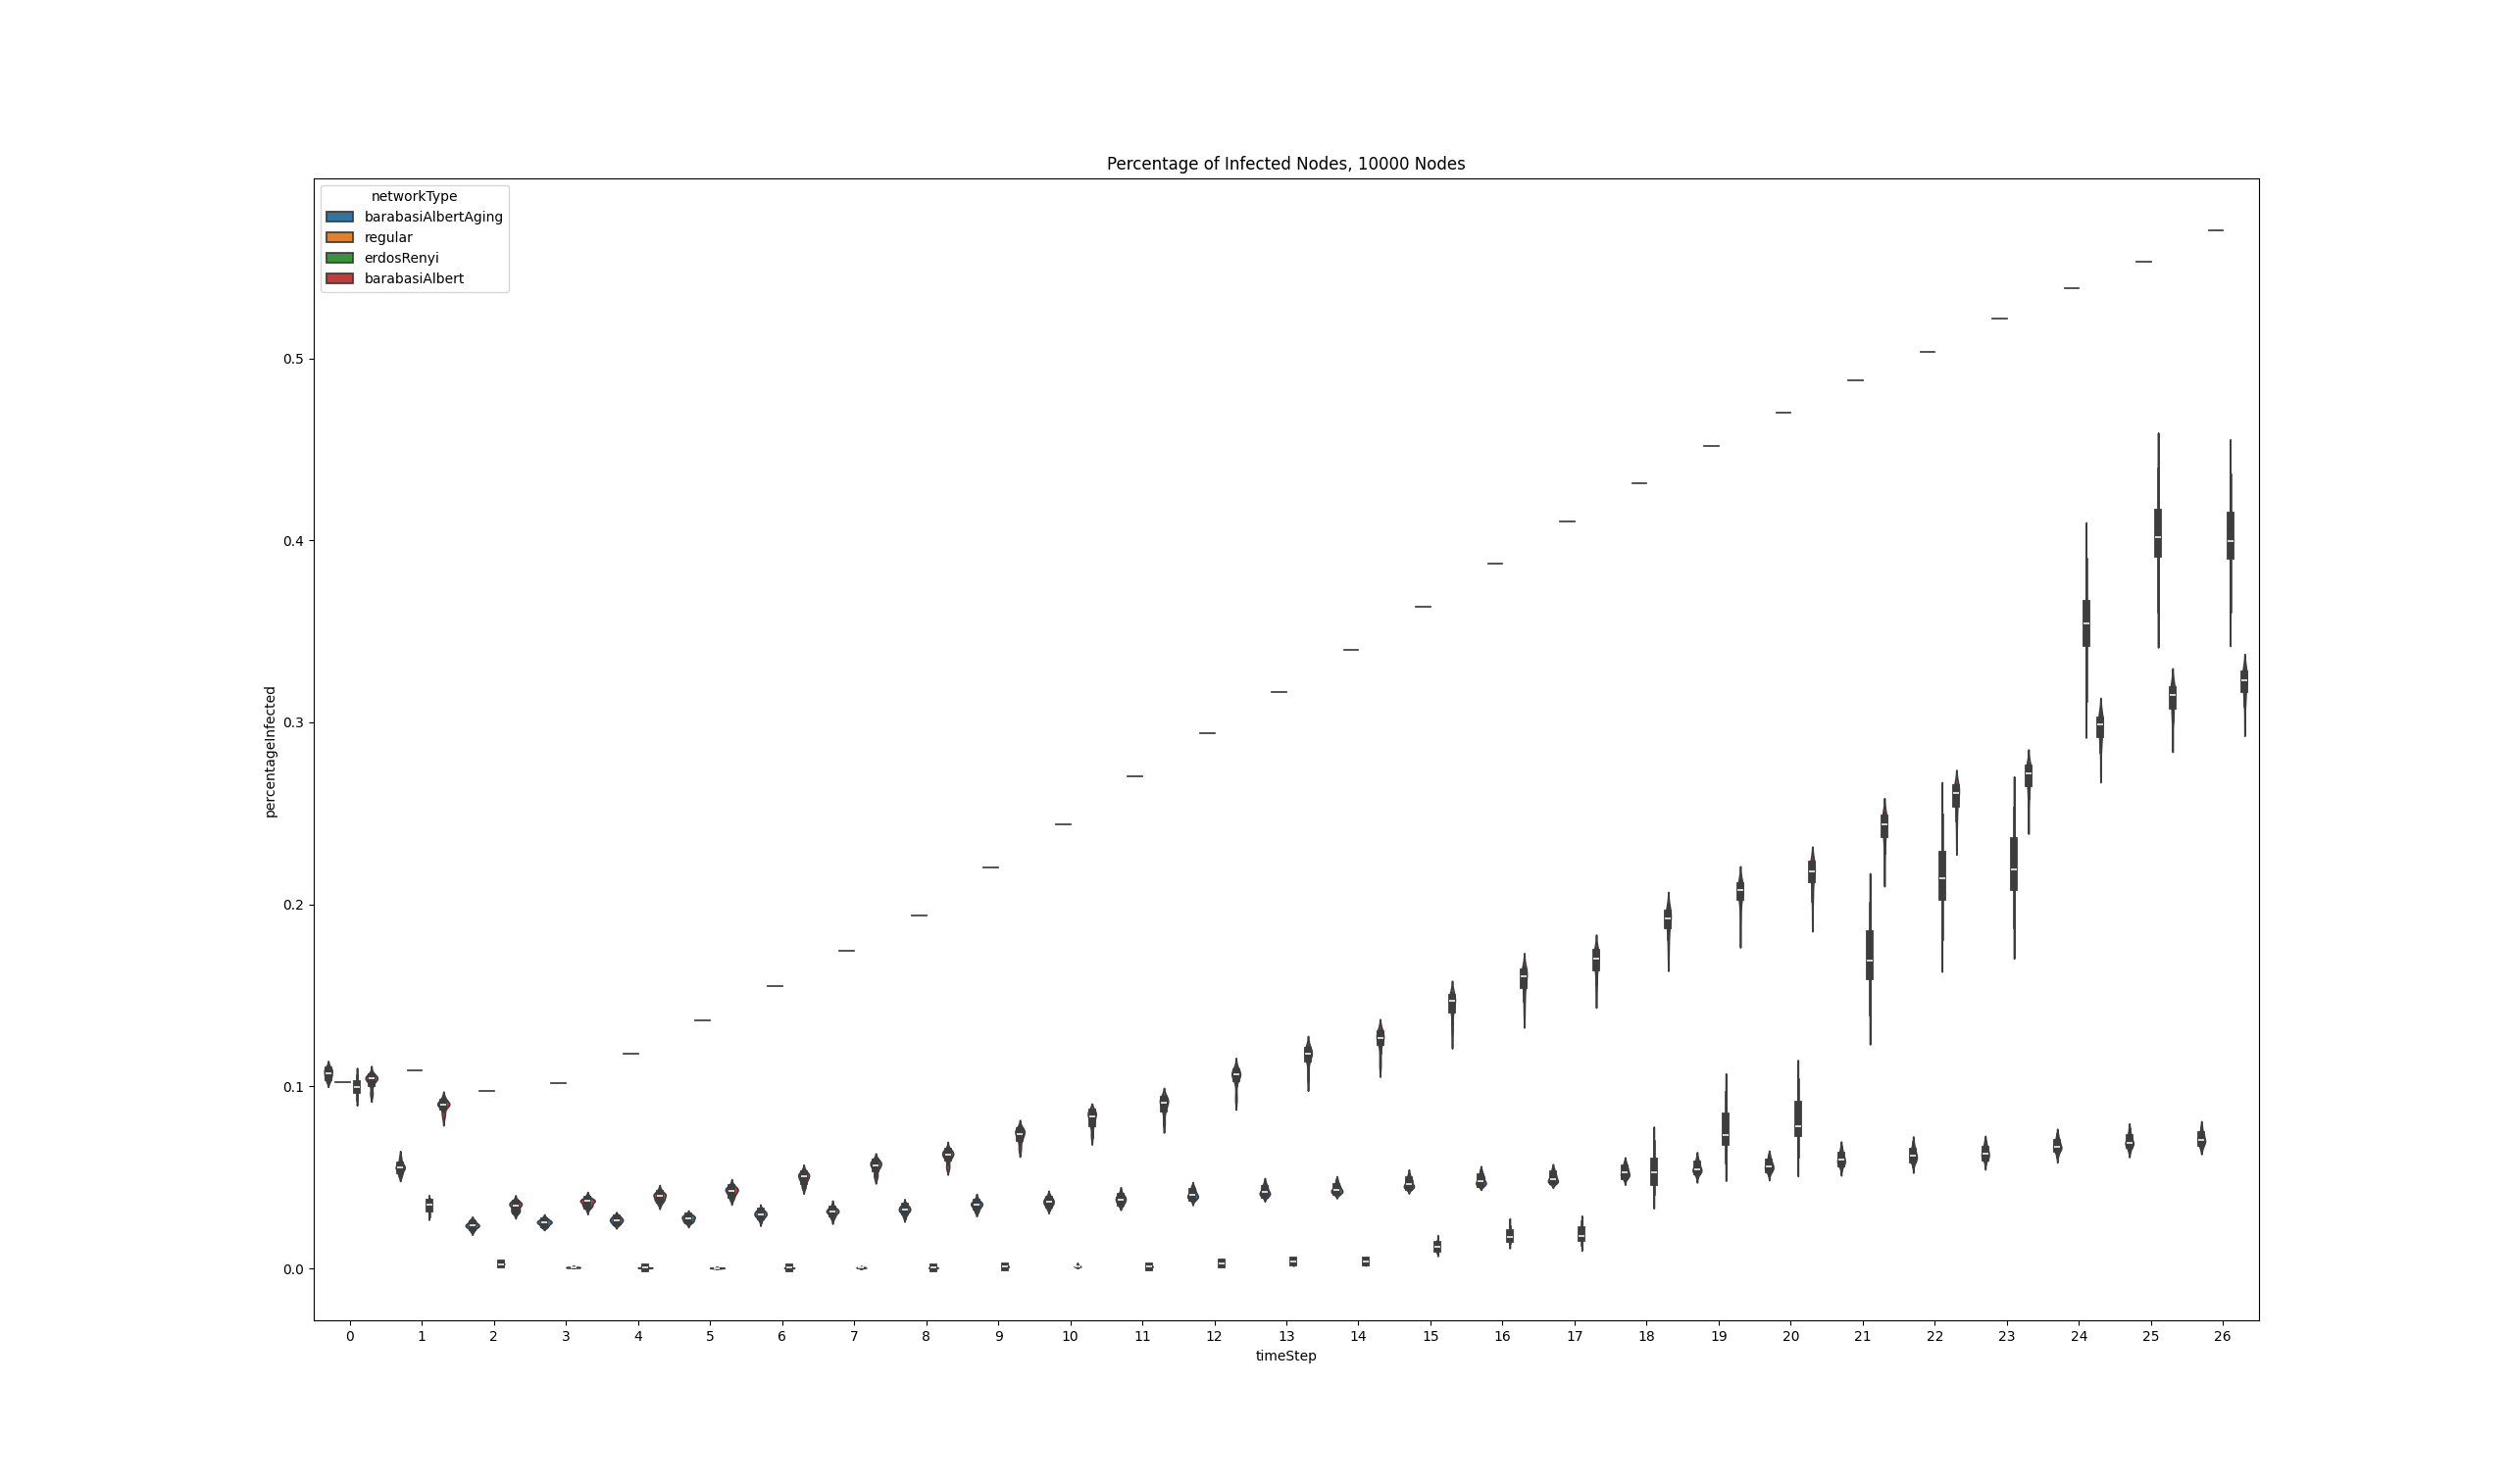 Percentage of Infected Nodes, 10000 Nodes
networkType
barabasiAlbertAging
regular
erdosRenyi
barabasiAlbert
percentageInfected
0.5
0.4
0.3
0.2
0.1
0.0
0 1 2 3 4 5 6 7 8 9 10 11 12 13 14 15 16 17 18 19 20 21 22 23 24 25 26
timeStep